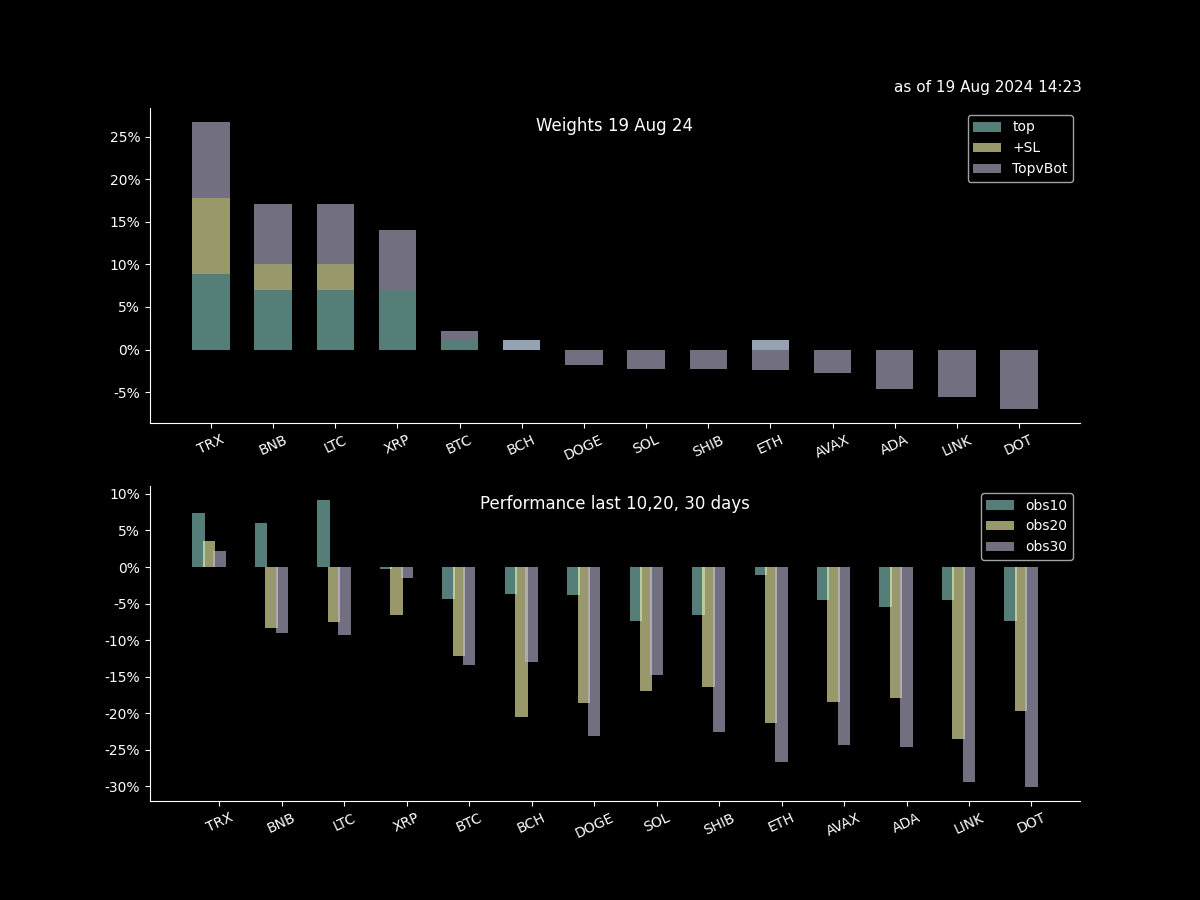 as of 19 Aug 2024 14:23
Weights 19 Aug 24
top
+SL
TopvBot
25%
20%
15%
10%
5%
0%
-5%
TRX BNB LTC XRP BTC BCH DOGE SOL SHIB ETH AVAX ADA LINK DOT
Performance last 10,20, 30 days
obs10
obs20
obs30
10%
5%
0%
-5%
-10%
-15%
-20%
-25%
-30%
TRX BNB LTC XRP BTC BCH DOGE SOL SHIB ETH AVAX ADA LINK DOT